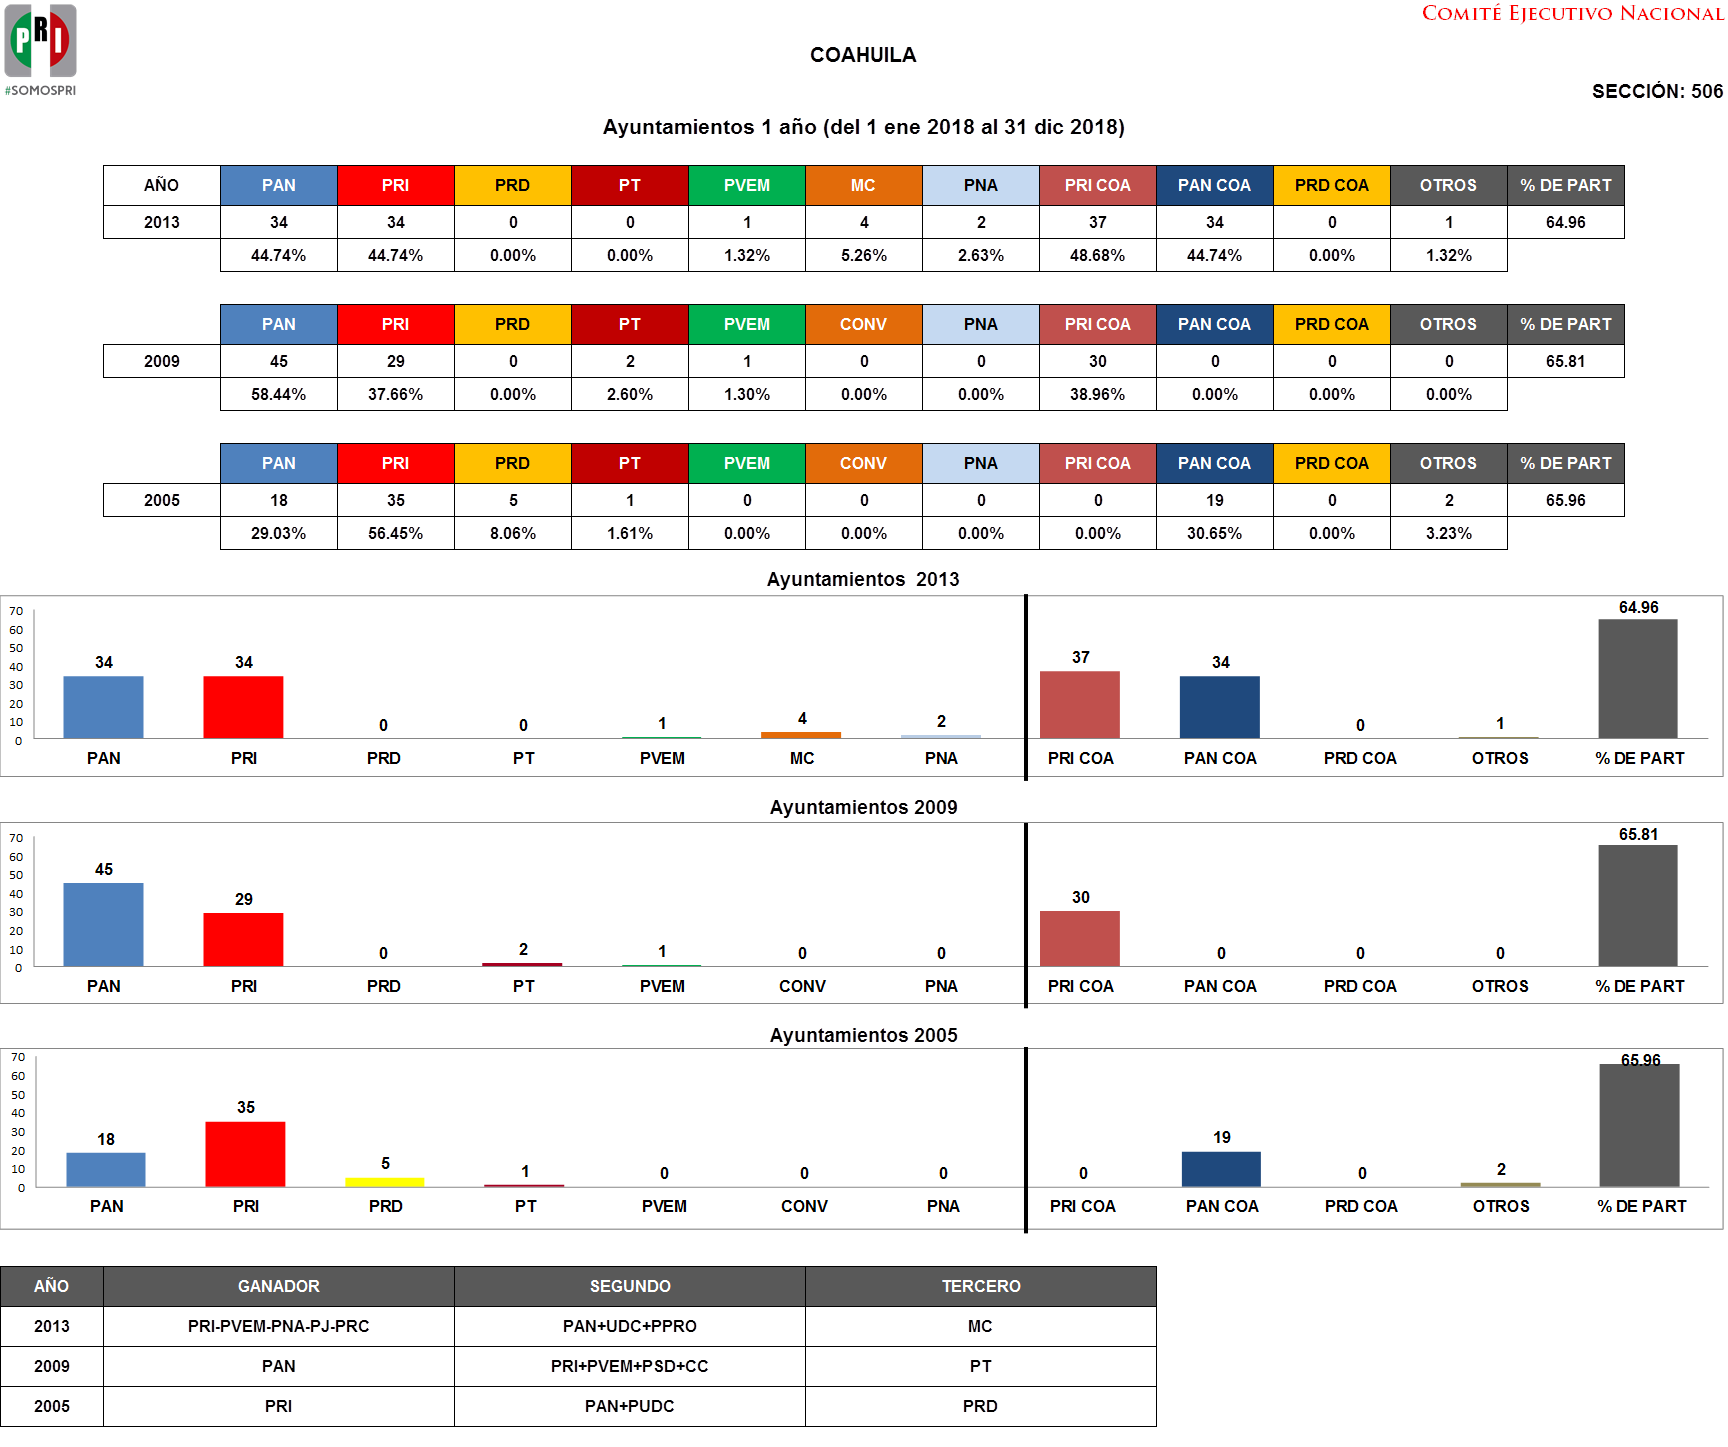 PRI
#SOMOSPRI
COMITÉ EJECUTIVO NACIONAL
COAHUILA
SECCIÓN: 506
Ayuntamientos 1 año (del 1 ene 2018 al 31 dic 2018)
AÑO PAN PRI PRD PT PVEM MC PNA PRI COA PAN COA PRD COA OTROS % DE PART
2013 34 34 0 0 1 4 2 37 34 0 1 64.96
44.74% 44.74% 0.00% 0.00% 1.32% 5.26% 2.63% 48.68% 44.74% 0.00% 1.32%
PAN PRI PRD PT PVEM CONV PNA PRI COA PAN COA PRD COA OTROS % DE PART
2009 45 29 0 2 1 0 0 30 0 0 0 65.81
58.44% 37.66% 0.00% 2.60% 1.30% 0.00% 0.00% 38.96% 0.00% 0.00% 0.00%
PAN PRI PRD PT PVEM CONV PNA PRI COA PAN COA PRD COA OTROS % DE PART
2005 18 35 5 1 0 0 0 0 19 0 2 65.96
29.03% 56.45% 8.06% 1.61% 0.00% 0.00% 0.00% 0.00% 30.65% 0.00% 3.23%
Ayuntamientos 2013
70
60
50
40
30
20
10
0
34 34 0 0 1 4 2 37 34 0 1 64.96
PAN PRI PRD PT PVEM MC PNA PRI COA PAN COA PRD COA OTROS % DE PART
Ayuntamientos 2009
70
60
50
40
30
20
10
0
45 29 0 2 1 0 0 30 0 0 0 65.81
PAN PRI PRD PT PVEM CONV PNA PRI COA PAN COA PRD COA OTROS % DE PART
Ayuntamientos 2005
70
60
50
40
30
20
10
0
18 35 5 1 0 0 0 0 19 0 2 65.96
PAN PRI PRD PT PVEM CONV PNA PRI COA PAN COA PRD COA OTROS % DE PART
AÑO GANADOR SEGUNDO TERCERO
2013 PRI-PVEM-PNA-PJ-PRC PAN+UDC+PPRO MC
2009 PAN PRI+PVEM+PSD+CC PT
2005 PRI PAN+PUDC PRD